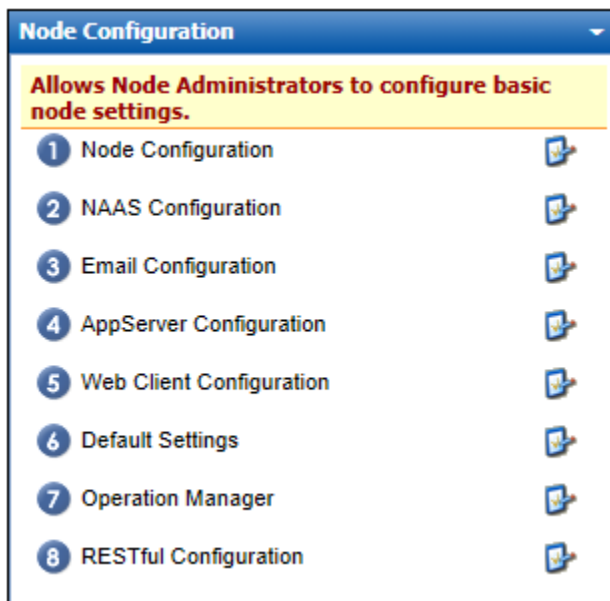 Node Configuration
Allows Node Administrators to configure basic
node settings.
1 Node Configuration
2 NAAS Configuration
3 Email Configuration
4 AppServer Configuration
5 Web Client Configuration
6 Default Settings
7 Operation Manager
8 RESTful Configuration